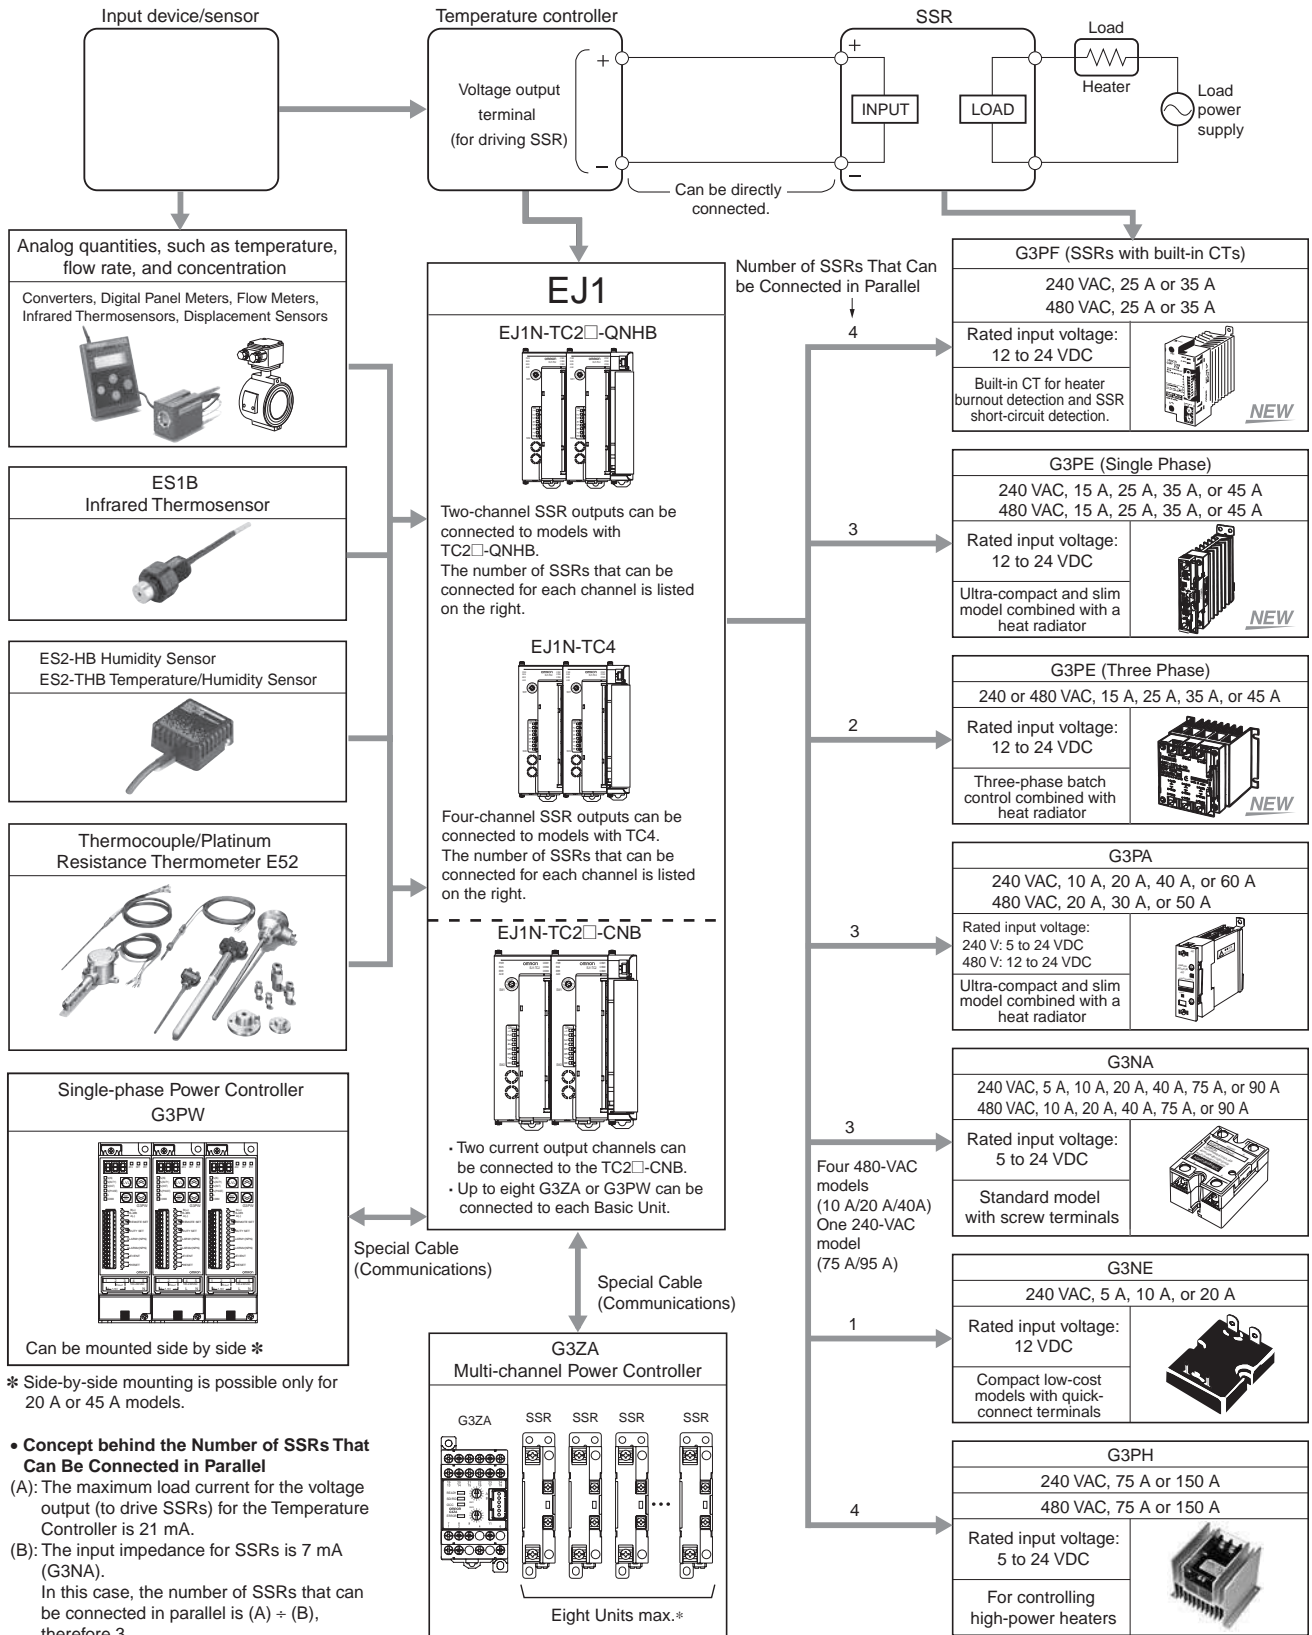 Input device/sensor
Temperature controller
SSR
Voltage output
terminal
(for driving SSR)
+
−
+
−
INPUT
LOAD
Load
Heater
Load
power
supply
Can be directly
connected.
Analog quantities, such as temperature,
flow rate, and concentration
Converters, Digital Panel Meters, Flow Meters,
Infrared Thermosensors, Displacement Sensors
ES1B
Infrared Thermosensor
ES2-HB Humidity Sensor
ES2-THB Temperature/Humidity Sensor
Thermocouple/Platinum
Resistance Thermometer E52
Single-phase Power Controller
G3PW
Can be mounted side by side ✽
✽ Side-by-side mounting is possible only for
20 A or 45 A models.
• Concept behind the Number of SSRs That
Can Be Connected in Parallel
(A): The maximum load current for the voltage
output (to drive SSRs) for the Temperature
Controller is 21 mA.
(B): The input impedance for SSRs is 7 mA
(G3NA).
In this case, the number of SSRs that can
be connected in parallel is (A) ÷ (B),
therefore 3.
EJ1
EJ1N-TC2□-QNHB
Two-channel SSR outputs can be
connected to models with
TC2□-QNHB.
The number of SSRs that can be
connected for each channel is listed
on the right.
EJ1N-TC4
Four-channel SSR outputs can be
connected to models with TC4.
The number of SSRs that can be
connected for each channel is listed
on the right.
EJ1N-TC2□-CNB
・Two current output channels can
be connected to the TC2□-CNB.
・Up to eight G3ZA or G3PW can be
connected to each Basic Unit.
Special Cable
(Communications)
Special Cable
(Communications)
G3ZA
Multi-channel Power Controller
G3ZA
SSR
SSR
SSR
SSR
Eight Units max.✽
Number of SSRs That Can
be Connected in Parallel
4
G3PF (SSRs with built-in CTs)
240 VAC, 25 A or 35 A
480 VAC, 25 A or 35 A
Rated input voltage:
12 to 24 VDC
Built-in CT for heater
burnout detection and SSR
short-circuit detection.
NEW
3
G3PE (Single Phase)
240 VAC, 15 A, 25 A, 35 A, or 45 A
480 VAC, 15 A, 25 A, 35 A, or 45 A
Rated input voltage:
12 to 24 VDC
Ultra-compact and slim
model combined with a
heat radiator
NEW
2
G3PE (Three Phase)
240 or 480 VAC, 15 A, 25 A, 35 A, or 45 A
Rated input voltage:
12 to 24 VDC
Three-phase batch
control combined with
heat radiator
NEW
3
G3PA
240 VAC, 10 A, 20 A, 40 A, or 60 A
480 VAC, 20 A, 30 A, or 50 A
Rated input voltage:
240 V: 5 to 24 VDC
480 V: 12 to 24 VDC
Ultra-compact and slim
model combined with a
heat radiator
3
Four 480-VAC
models
(10 A/20 A/40A)
One 240-VAC
model
(75 A/95 A)
G3NA
240 VAC, 5 A, 10 A, 20 A, 40 A, 75 A, or 90 A
480 VAC, 10 A, 20 A, 40 A, 75 A, or 90 A
Rated input voltage:
5 to 24 VDC
Standard model
with screw terminals
1
G3NE
240 VAC, 5 A, 10 A, or 20 A
Rated input voltage:
12 VDC
Compact low-cost
models with quick-
connect terminals
4
G3PH
240 VAC, 75 A or 150 A
480 VAC, 75 A or 150 A
Rated input voltage:
5 to 24 VDC
For controlling
high-power heaters